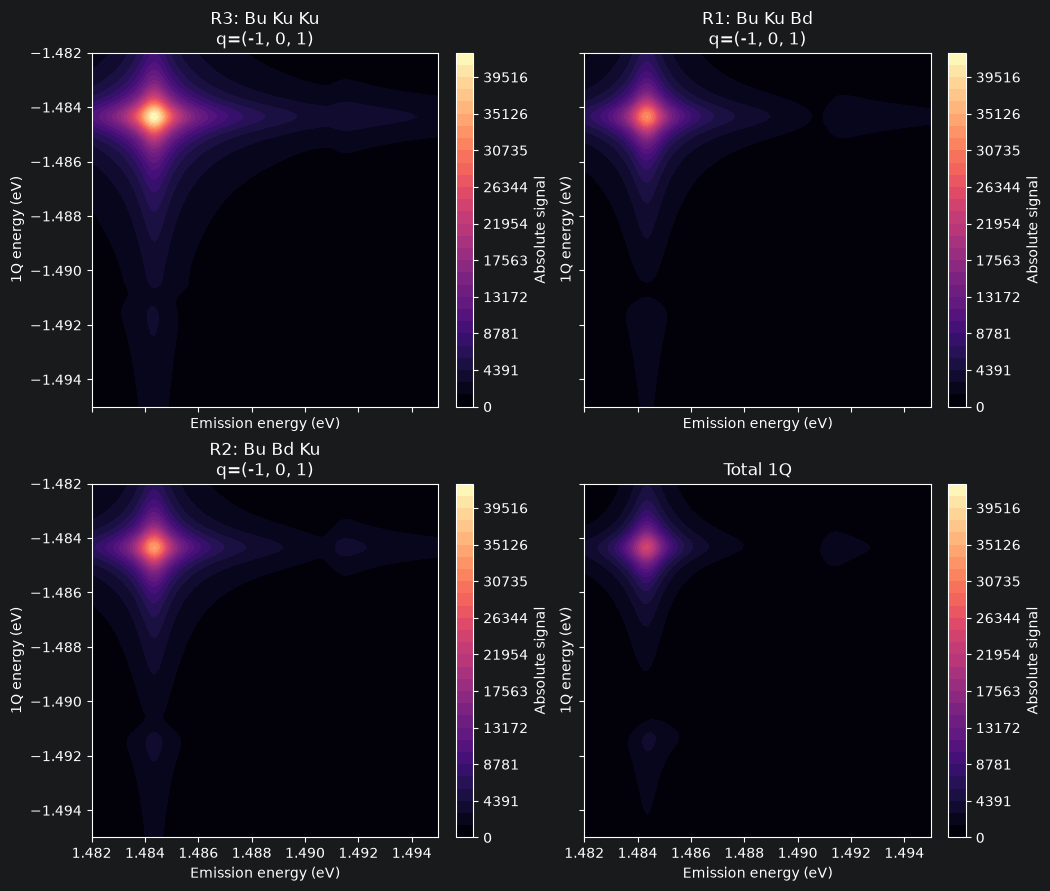 R3: Bu Ku Ku
q=(-1, 0, 1)
1Q energy (eV)
−1.482
−1.484
−1.486
−1.488
−1.490
−1.492
−1.494
Emission energy (eV)
39516
35126
30735
26344
21954
17563
13172
8781
4391
0
Absolute signal
R1: Bu Ku Bd
q=(-1, 0, 1)
1Q energy (eV)
Emission energy (eV)
39516
35126
30735
26344
21954
17563
13172
8781
4391
0
Absolute signal
R2: Bu Bd Ku
q=(-1, 0, 1)
1Q energy (eV)
−1.482
−1.484
−1.486
−1.488
−1.490
−1.492
−1.494
1.482 1.484 1.486 1.488 1.490 1.492 1.494
Emission energy (eV)
39516
35126
30735
26344
21954
17563
13172
8781
4391
0
Absolute signal
Total 1Q
1Q energy (eV)
1.482 1.484 1.486 1.488 1.490 1.492 1.494
Emission energy (eV)
39516
35126
30735
26344
21954
17563
13172
8781
4391
0
Absolute signal